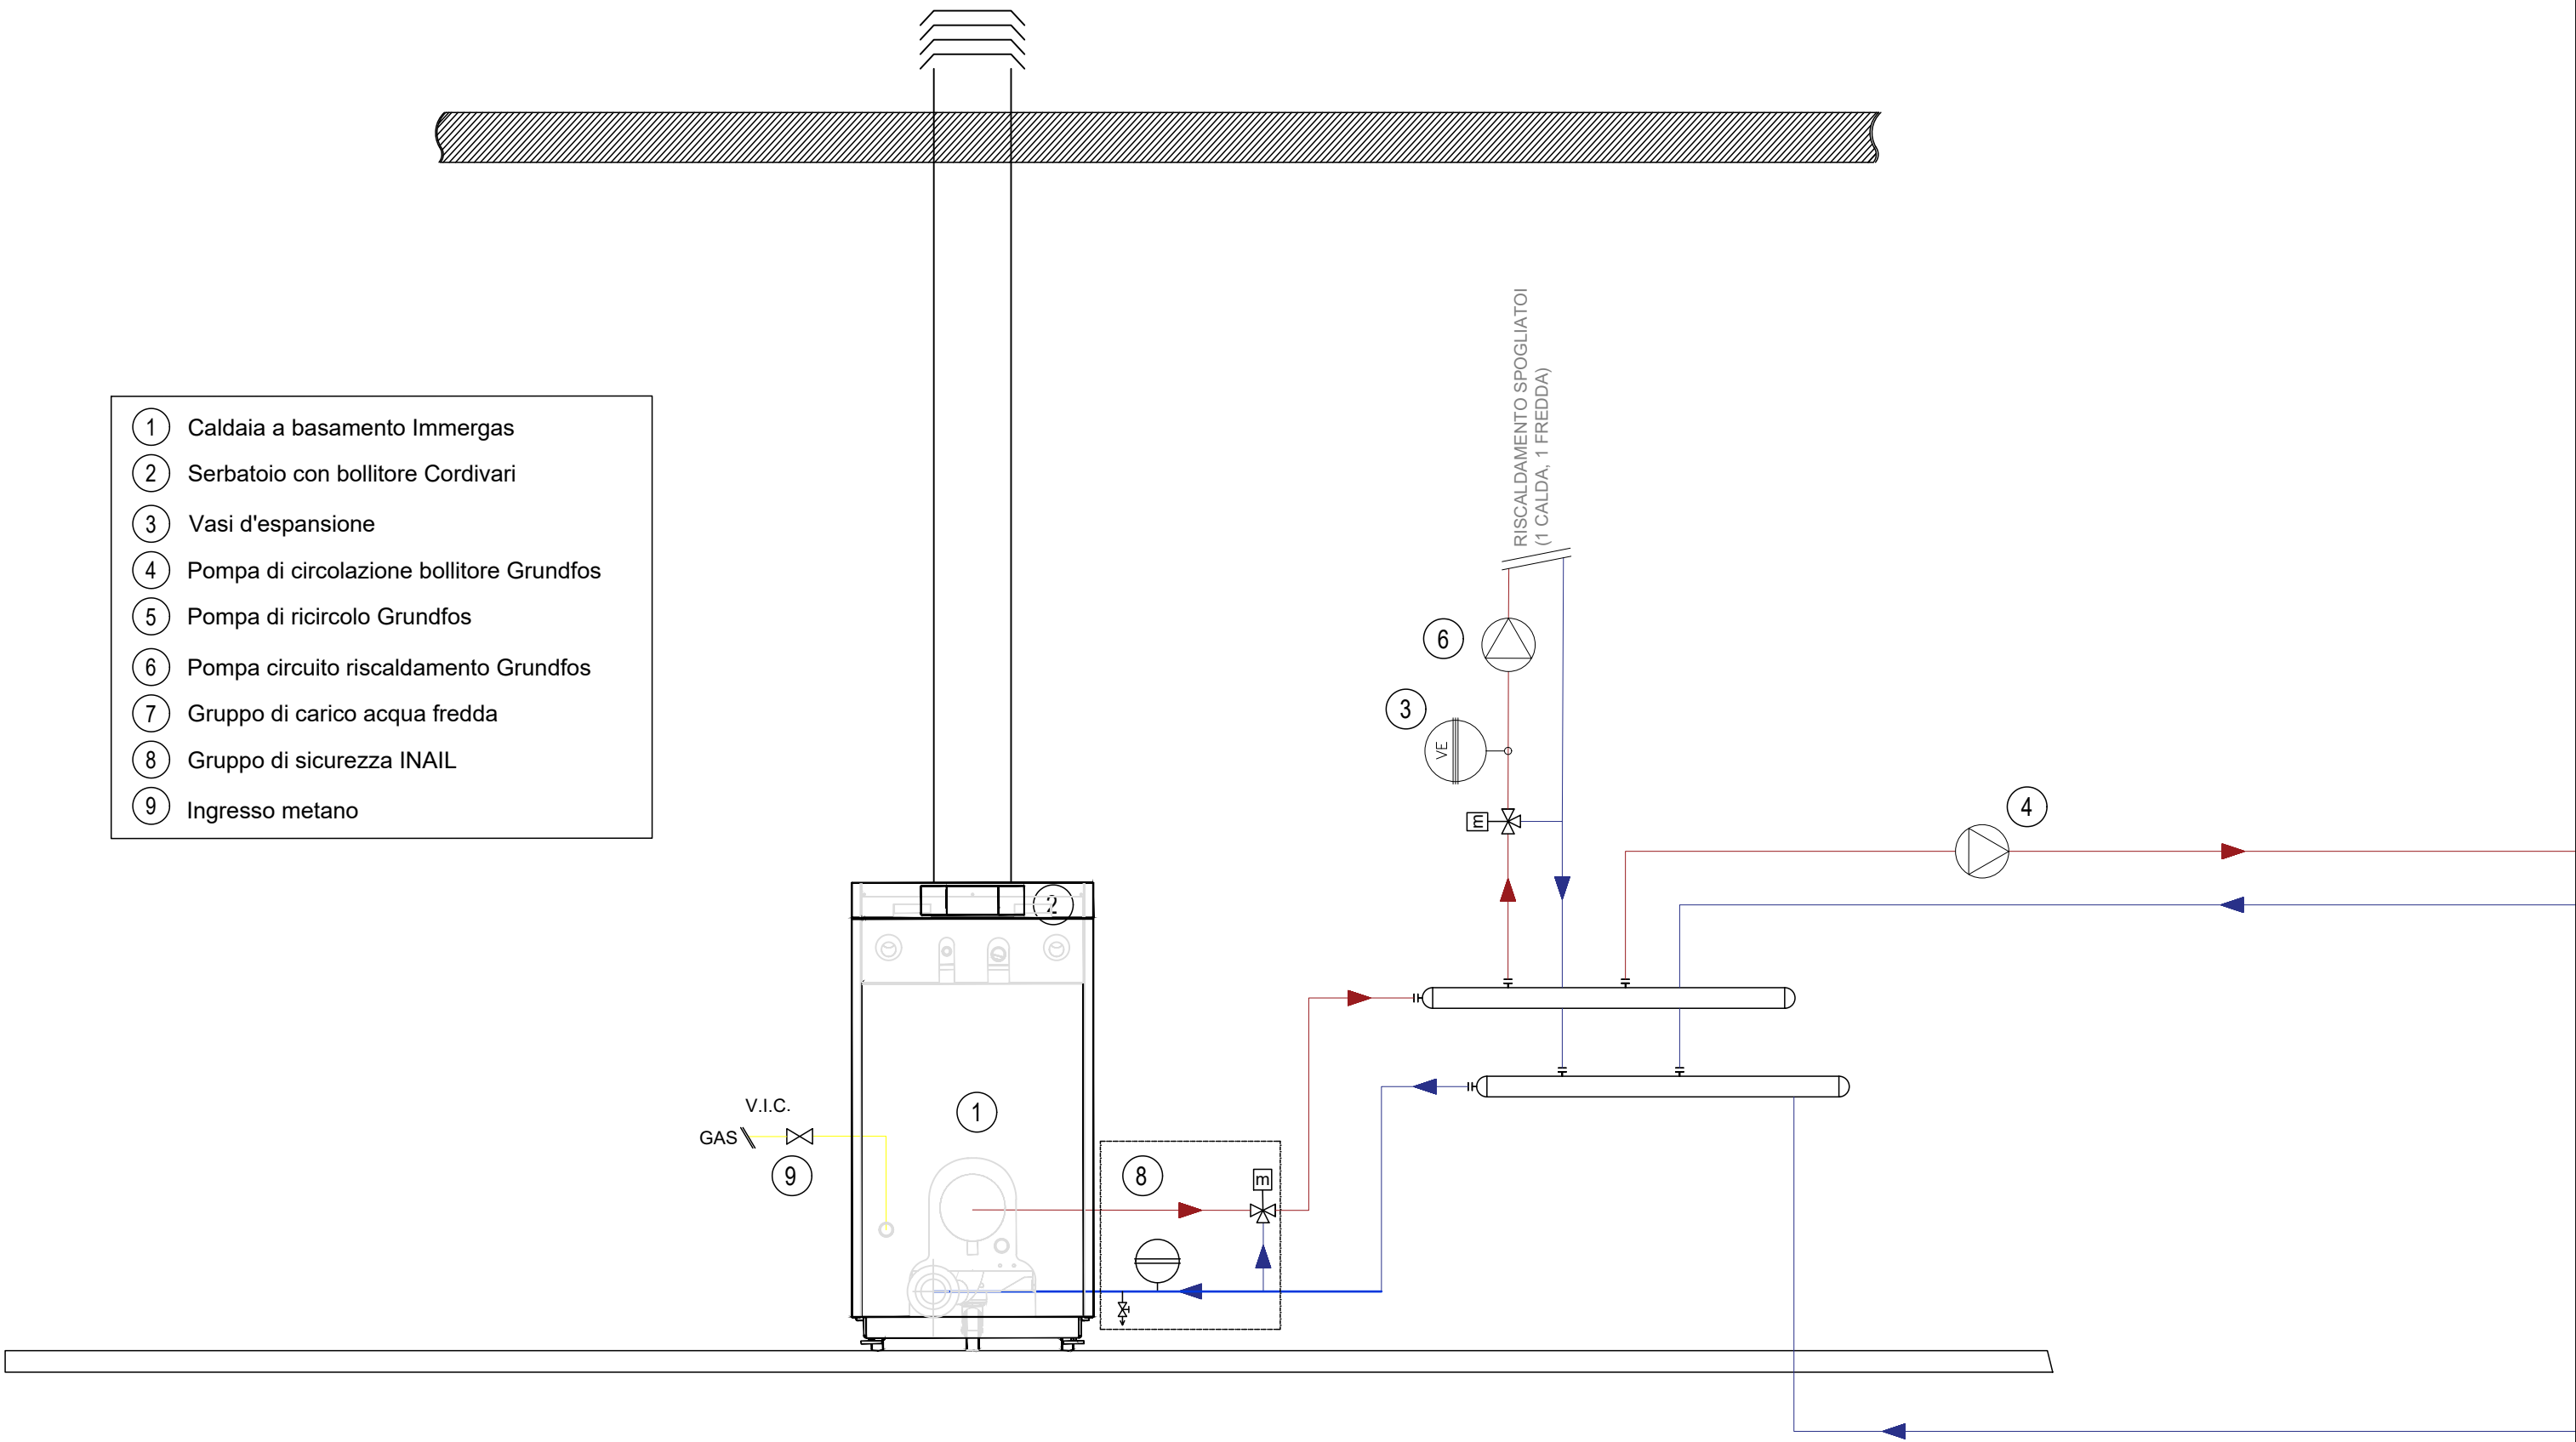 1 Caldaia a basamento Immergas
2 Serbatoio con bollitore Cordivari
3 Vasi d'espansione
4 Pompa di circolazione bollitore Grundfos
5 Pompa di ricircolo Grundfos
6 Pompa circuito riscaldamento Grundfos
7 Gruppo di carico acqua fredda
8 Gruppo di sicurezza INAIL
9 Ingresso metano
RISCALDAMENTO SPOGLIATOI
(1 CALDA, 1 FREDDA)
6
3
VE
m
4
2
1
V.I.C.
GAS
9
8
m